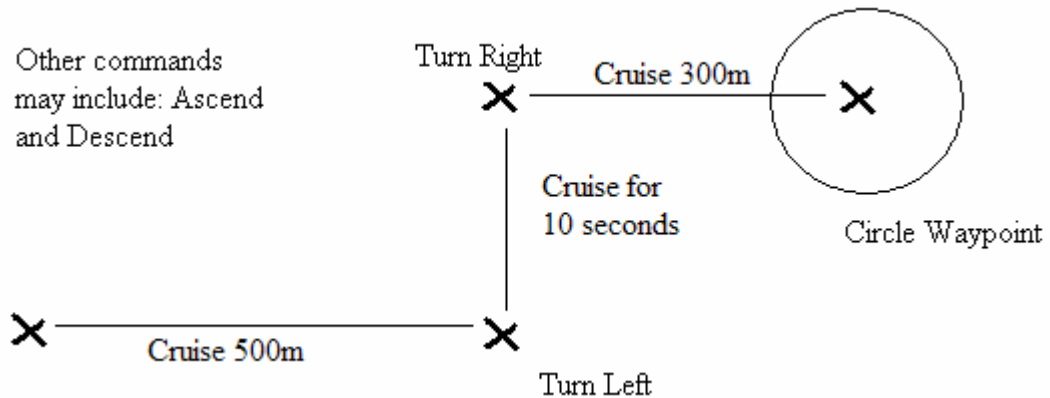 Other commands
may include: Ascend
and Descend
Turn Right
Cruise 300m
Cruise for
10 seconds
Circle Waypoint
Cruise 500m
Turn Left